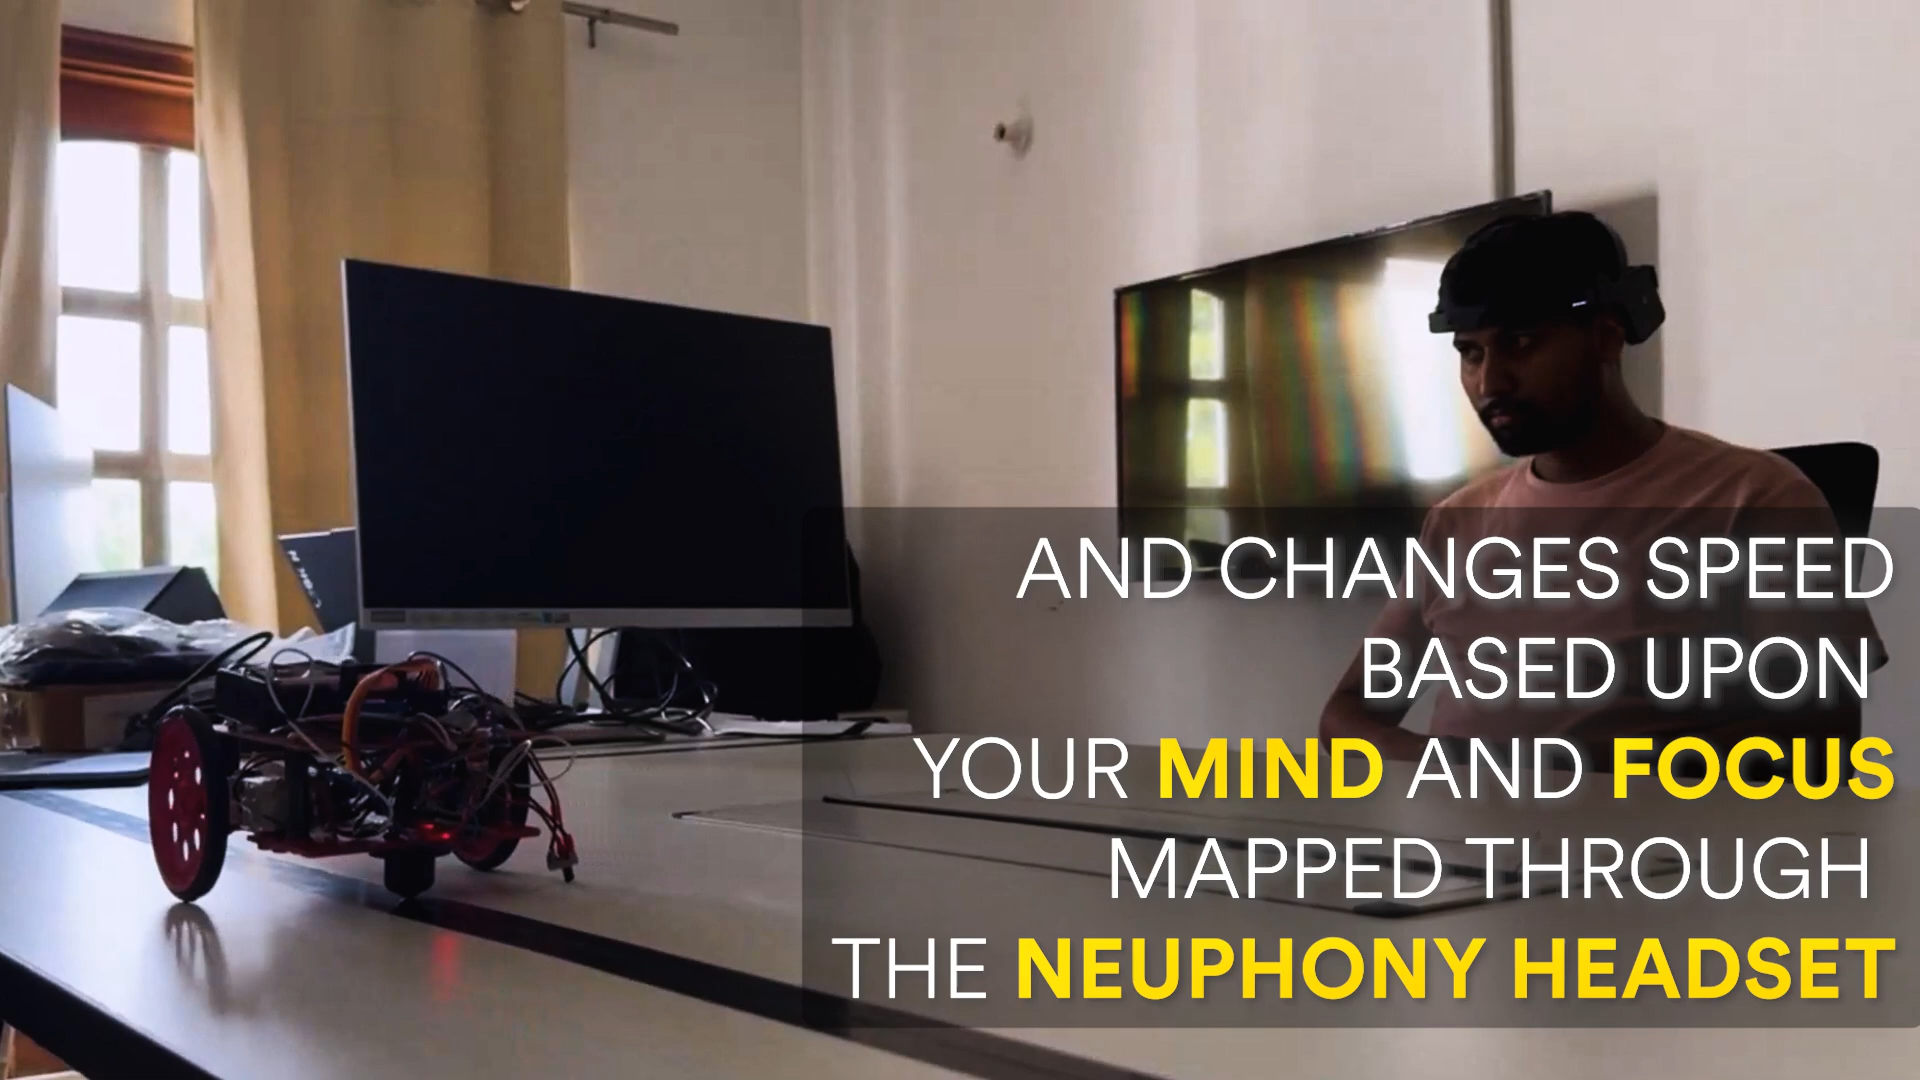 AND CHANGES SPEED
BASED UPON
YOUR MIND AND FOCUS
MAPPED THROUGH
THE NEUPHONY HEADSET